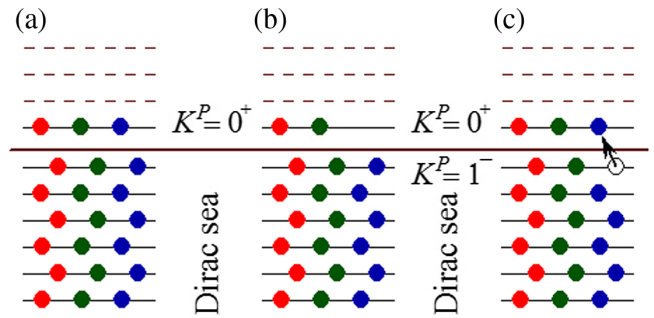 (a)
(b)
(c)
K^P= 0^+
K^P= 0^+
K^P= 1^-
Dirac sea
Dirac sea